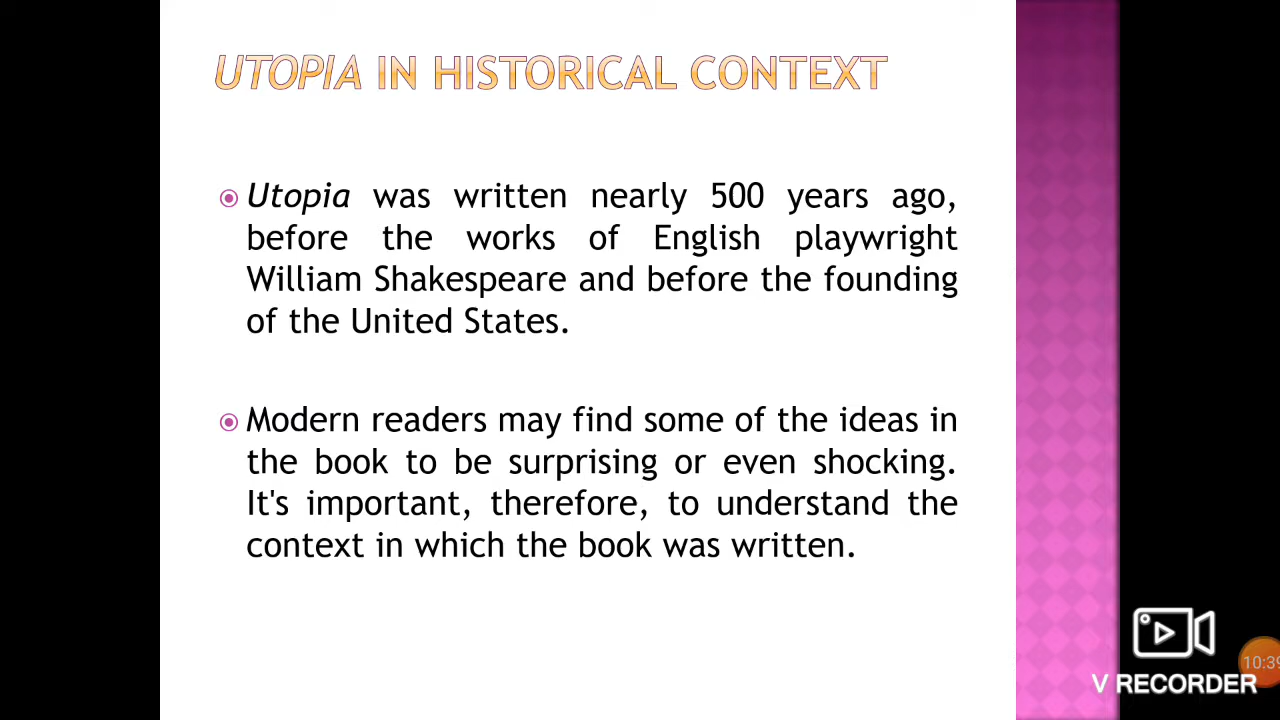 UTOPIA IN HISTORICAL CONTEXT
Utopia was written nearly 500 years ago,
before the works of English playwright
William Shakespeare and before the founding
of the United States.
Modern readers may find some of the ideas in
the book to be surprising or even shocking.
It's important, therefore, to understand the
context in which the book was written.
10:39
V RECORDER